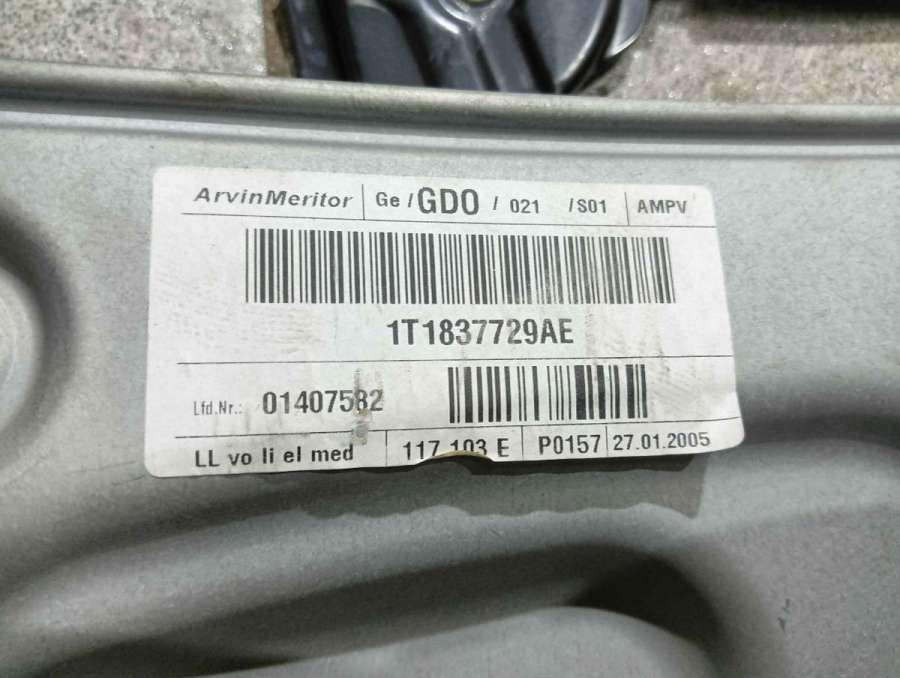 ArvinMeritor Ge / GDO / 021 / S01 AMPV
1T1837729AE
Lfd.Nr.: 01407582
LL vo li el med 117 103 E P0157 27.01.2005